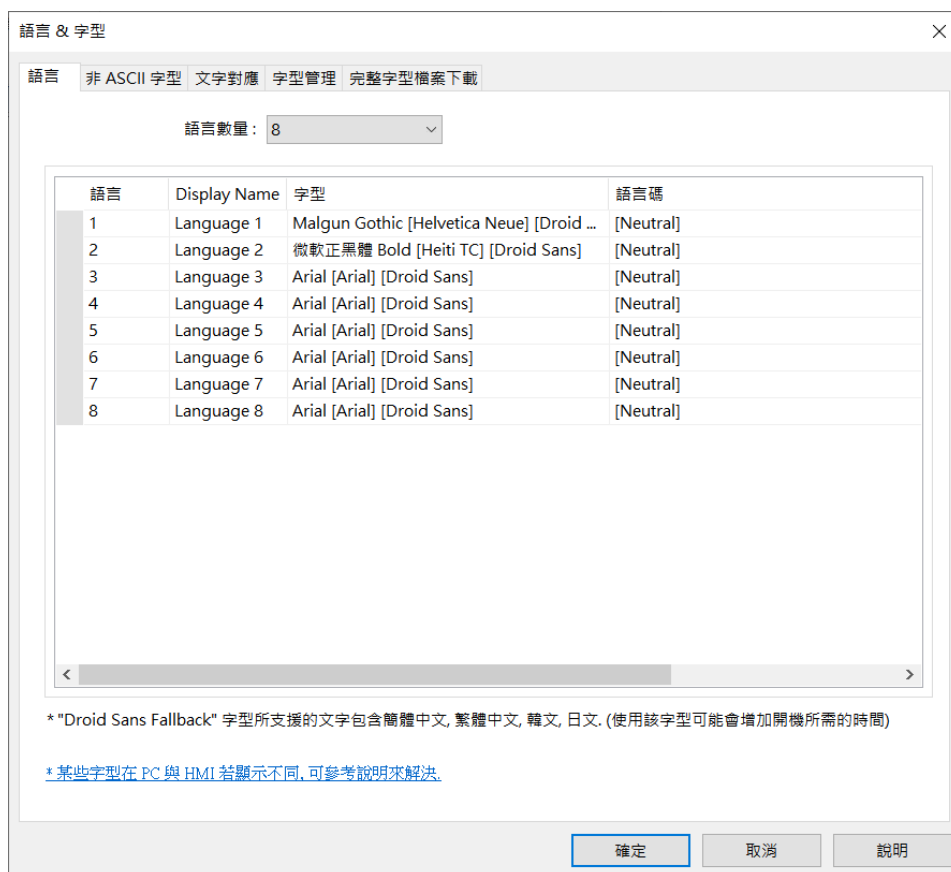 語言 & 字型
語言 非 ASCII 字型 文字對應 字型管理 完整字型檔案下載
語言數量 : 8
語言 Display Name 字型 語言碼
1 Language 1 Malgun Gothic [Helvetica Neue] [Droid ... [Neutral]
2 Language 2 微軟正黑體 Bold [Heiti TC] [Droid Sans] [Neutral]
3 Language 3 Arial [Arial] [Droid Sans] [Neutral]
4 Language 4 Arial [Arial] [Droid Sans] [Neutral]
5 Language 5 Arial [Arial] [Droid Sans] [Neutral]
6 Language 6 Arial [Arial] [Droid Sans] [Neutral]
7 Language 7 Arial [Arial] [Droid Sans] [Neutral]
8 Language 8 Arial [Arial] [Droid Sans] [Neutral]
* "Droid Sans Fallback" 字型所支援的文字包含簡體中文, 繁體中文, 韓文, 日文. (使用該字型可能會增加開機所需的時間)
* 某些字型在 PC 與 HMI 若顯示不同, 可參考說明來解決.
確定 取消 說明